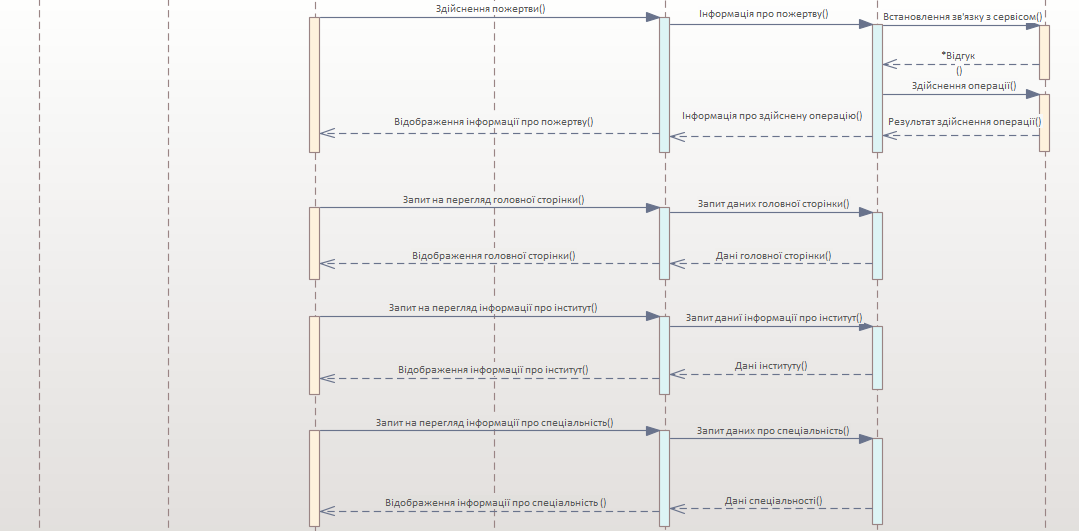 Здійснення пожертви()
Інформація про пожертву()
Встановлення зв'язку з сервісом()
*Відгук
()
Здійснення операції()
Відображення інформації про пожертву()
Інформація про здійснену операцію()
Результат здійснення операції()
Запит на перегляд головної сторінки()
Запит даних головної сторінки()
Відображення головної сторінки()
Дані головної сторінки()
Запит на перегляд інформації про інститут()
Запит даниї інформації про інститут()
Відображення інформації про інститут()
Дані інституту()
Запит на перегляд інформації про спеціальність()
Запит даних про спеціальність()
Відображення інформації про спеціальність ()
Дані спеціальності()